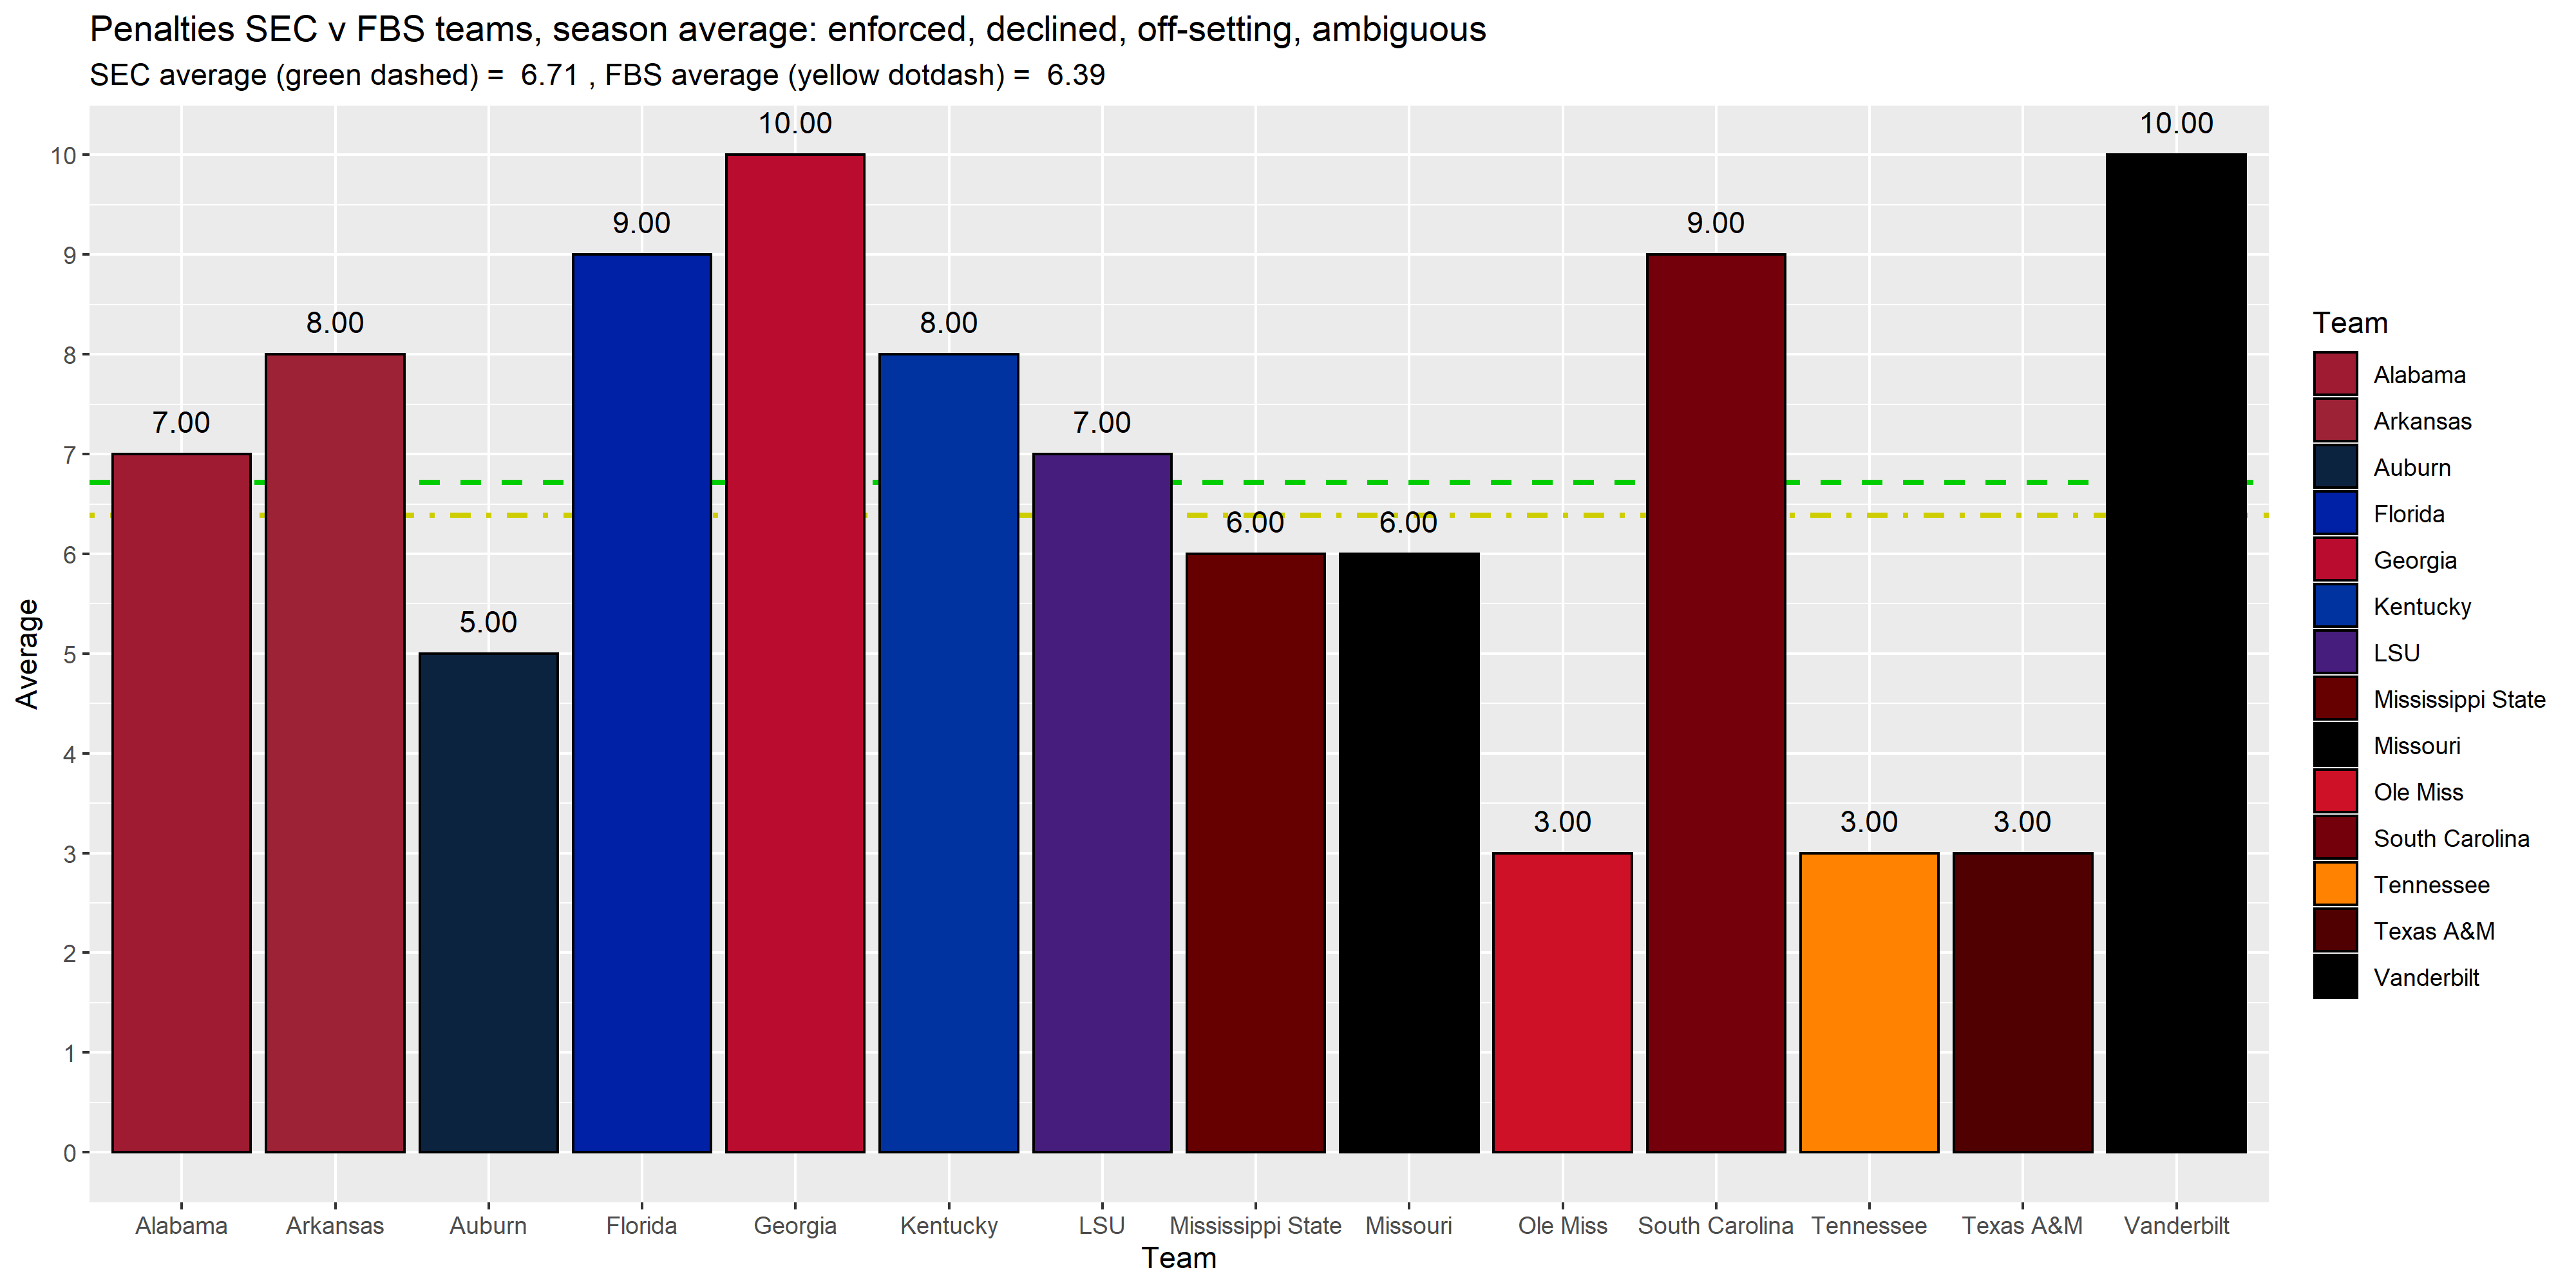 Penalties SEC v FBS teams, season average: enforced, declined, off-setting, ambiguous
SEC average (green dashed) =  6.71 , FBS average (yellow dotdash) =  6.39
Average
10
9
8
7
6
5
4
3
2
1
0
7.00
8.00
5.00
9.00
10.00
8.00
7.00
6.00
6.00
3.00
9.00
3.00
3.00
10.00
Alabama Arkansas Auburn Florida Georgia Kentucky LSU Mississippi State Missouri Ole Miss South Carolina Tennessee Texas A&M Vanderbilt
Team
Team
Alabama
Arkansas
Auburn
Florida
Georgia
Kentucky
LSU
Mississippi State
Missouri
Ole Miss
South Carolina
Tennessee
Texas A&M
Vanderbilt